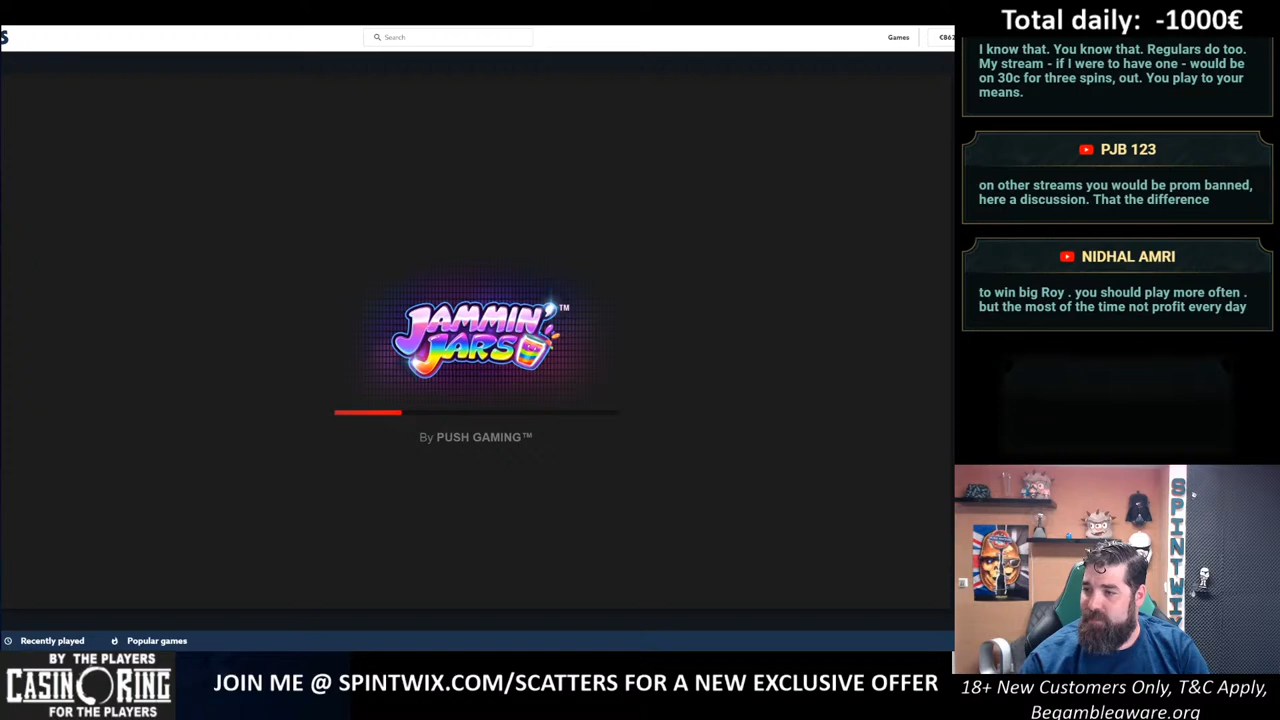 Total daily: -1000€
Search
Games
I know that. You know that. Regulars do too.
My stream - if I were to have one - would be
on 30c for three spins, out. You play to your
means.
PJB 123
on other streams you would be prom banned,
here a discussion. That the difference
NIDHAL AMRI
to win big Roy . you should play more often .
but the most of the time not profit every day
JAMMIN'™
JARS
By PUSH GAMING™
SPINTWIX
Recently played
Popular games
BY THE PLAYERS
CASINO RING
FOR THE PLAYERS
JOIN ME @ SPINTWIX.COM/SCATTERS FOR A NEW EXCLUSIVE OFFER
18+ New Customers Only, T&C Apply,
Begambleaware.org